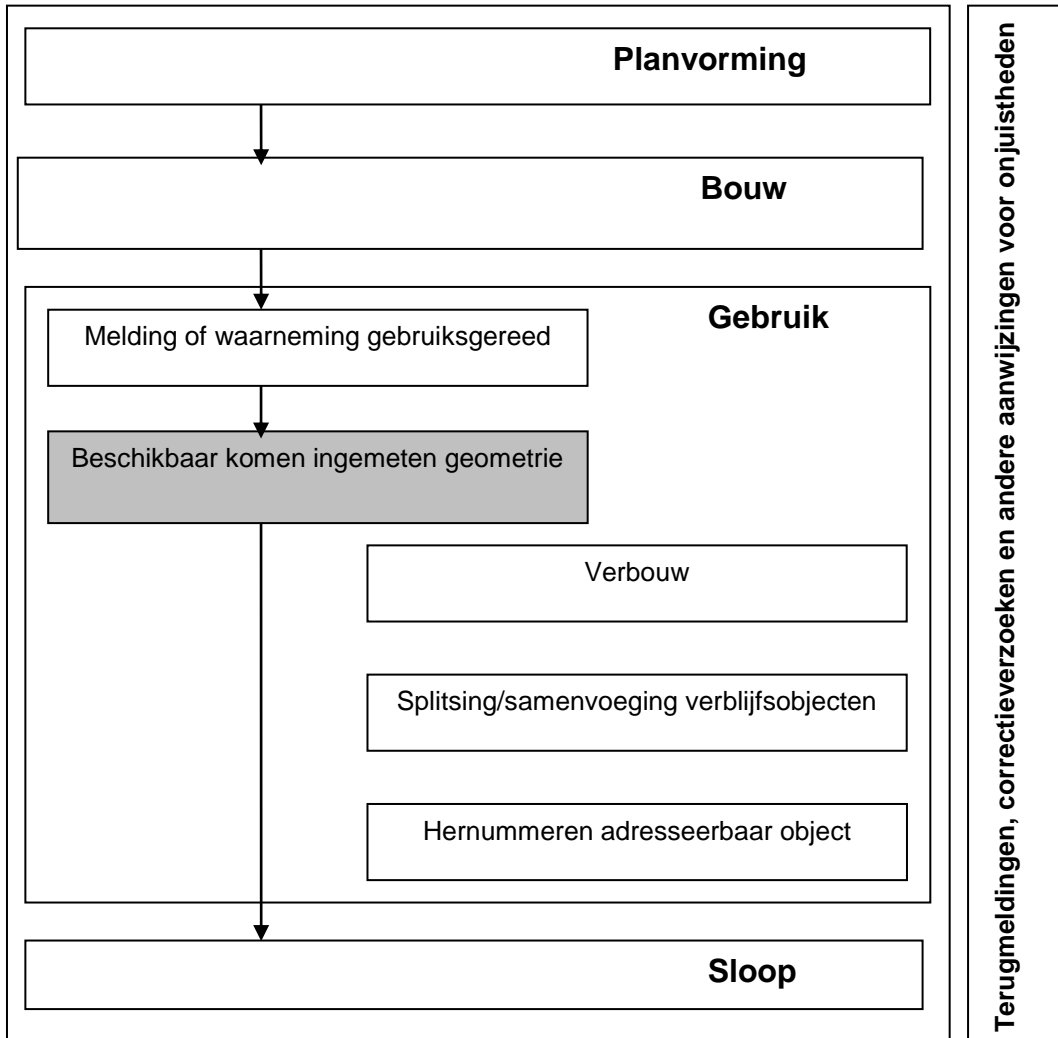 Planvorming
Bouw
Gebruik
Melding of waarneming gebruiksgereed
Beschikbaar komen ingemeten geometrie
Verbouw
Splitsing/samenvoeging verblijfsobjecten
Hernummeren adresseerbaar object
Sloop
Terugmeldingen, correctieverzoeken en andere aanwijzingen voor onjuistheden